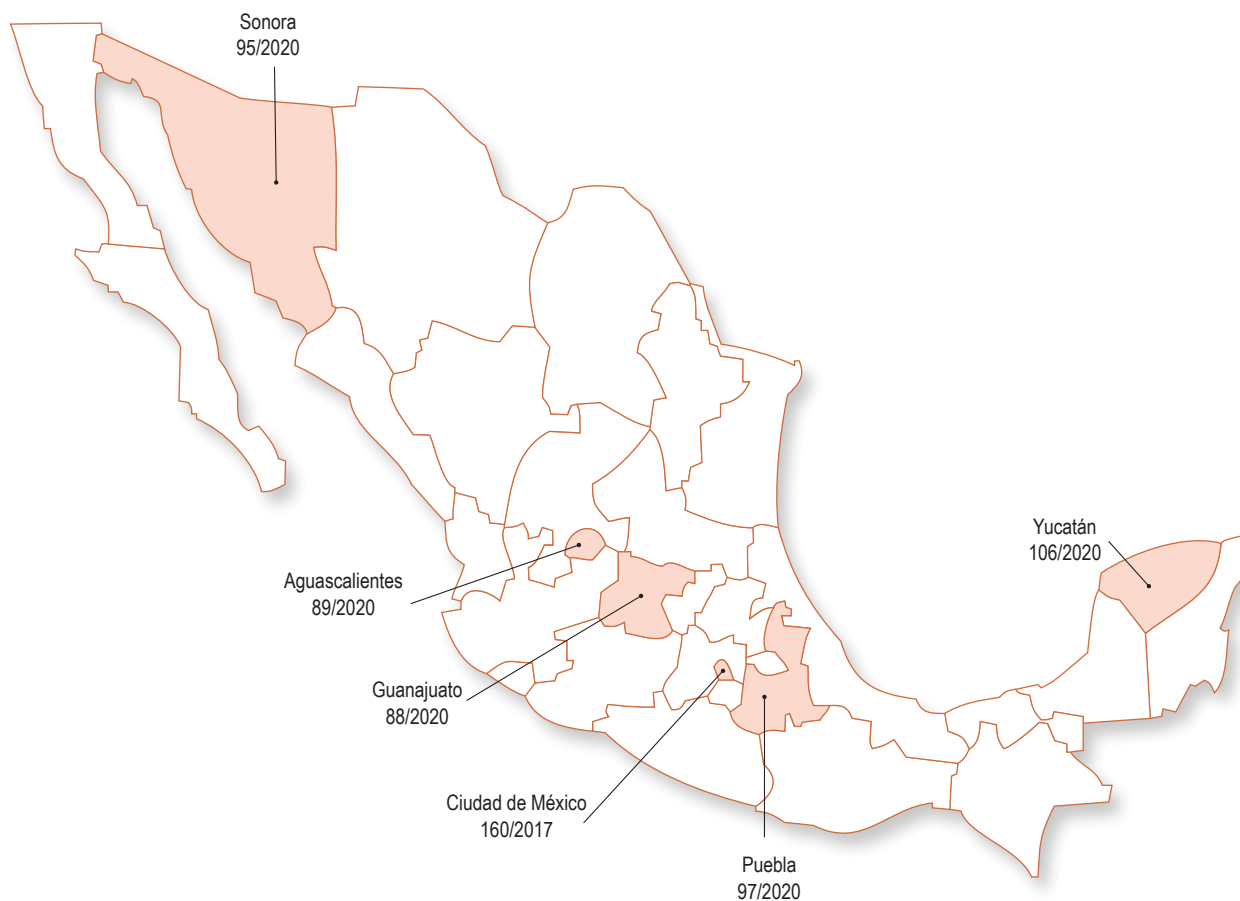 Sonora
95/2020
Yucatán
106/2020
Aguascalientes
89/2020
Guanajuato
88/2020
Ciudad de México
160/2017
Puebla
97/2020